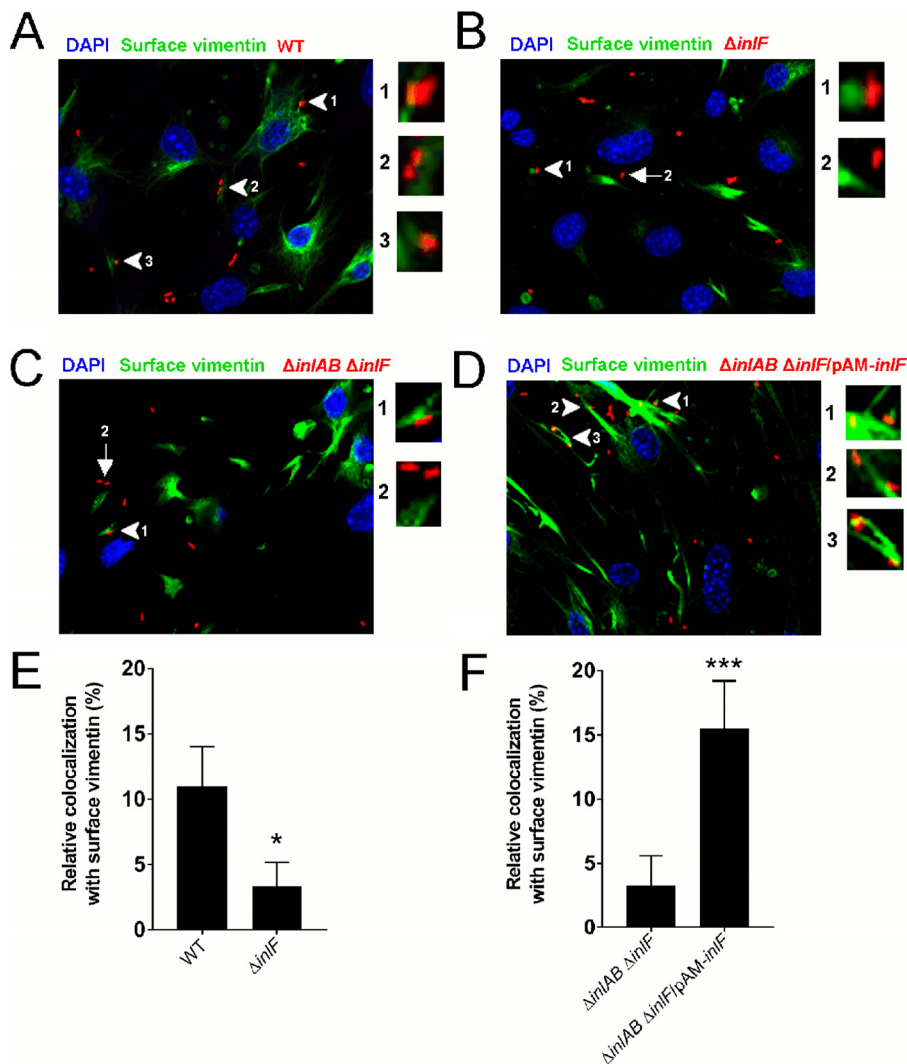 A
DAPI Surface vimentin WT
1
2
3
1
2
3
B
DAPI Surface vimentin ΔinlF
1
2
1
2
C
DAPI Surface vimentin ΔinlAB ΔinlF
2
1
1
2
D
DAPI Surface vimentin ΔinlAB ΔinlF/pAM-inlF
2
1
3
1
2
3
E
Relative colocalization
with surface vimentin (%)
20
15
10
5
0
*
WT
ΔinlF
F
Relative colocalization
with surface vimentin (%)
20
15
10
5
0
***
ΔinlAB ΔinlF
ΔinlAB ΔinlF/pAM-inlF